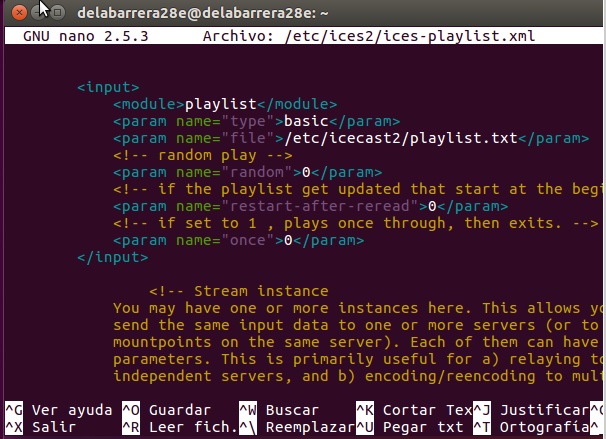 delabarrera28e@delabarrera28e: ~
GNU nano 2.5.3 Archivo: /etc/ices2/ices-playlist.xml
<input>
<module>playlist</module>
<param name="type">basic</param>
<param name="file">/etc/icecast2/playlist.txt</param>
<!-- random play -->
<param name="random">0</param>
<!-- if the playlist get updated that start at the begi
<param name="restart-after-reread">0</param>
<!-- if set to 1 , plays once through, then exits. -->
<param name="once">0</param>
</input>
<!-- Stream instance
You may have one or more instances here. This allows yo
send the same input data to one or more servers (or to
mountpoints on the same server). Each of them can have
parameters. This is primarily useful for a) relaying to
independent servers, and b) encoding/reencoding to mult
^G Ver ayuda ^O Guardar ^W Buscar ^K Cortar Tex ^J Justificar ^C
^X Salir ^R Leer fich. ^\ Reemplazar ^U Pegar txt ^T Ortografía ^